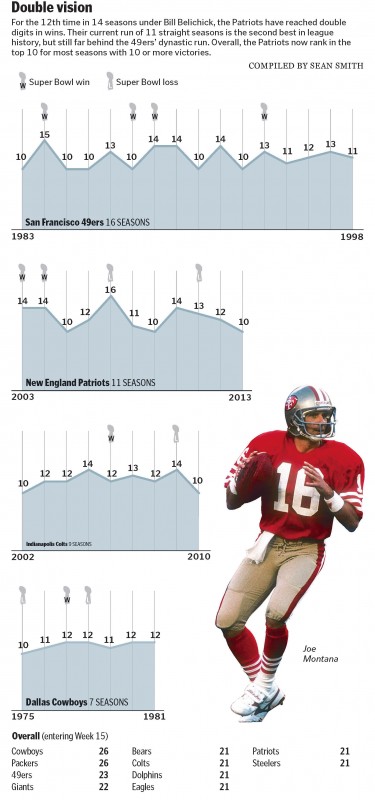 Double vision
For the 12th time in 14 seasons under Bill Belichick, the Patriots have reached double
digits in wins. Their current run of 11 straight seasons is the second best in league
history, but still far behind the 49ers' dynastic run. Overall, the Patriots now rank in the
top 10 for most seasons with 10 or more victories.
COMPILED BY SEAN SMITH
W Super Bowl win L Super Bowl loss
W W W W
10 15 10 10 13 10 14 14 10 14 10 13 11 12 13 11
San Francisco 49ers 16 SEASONS
1983 1998
W W L L
14 14 10 12 16 11 10 14 13 12 10
New England Patriots 11 SEASONS
2003 2013
W L
10 12 12 14 12 13 12 14 10
Indianapolis Colts 9 SEASONS
2002 2010
L W L
10 11 12 12 11 12 12
Dallas Cowboys 7 SEASONS
1975 1981
16
Joe
Montana
Overall (entering Week 15)
Cowboys 26 Bears 21 Patriots 21
Packers 26 Colts 21 Steelers 21
49ers 23 Dolphins 21
Giants 22 Eagles 21